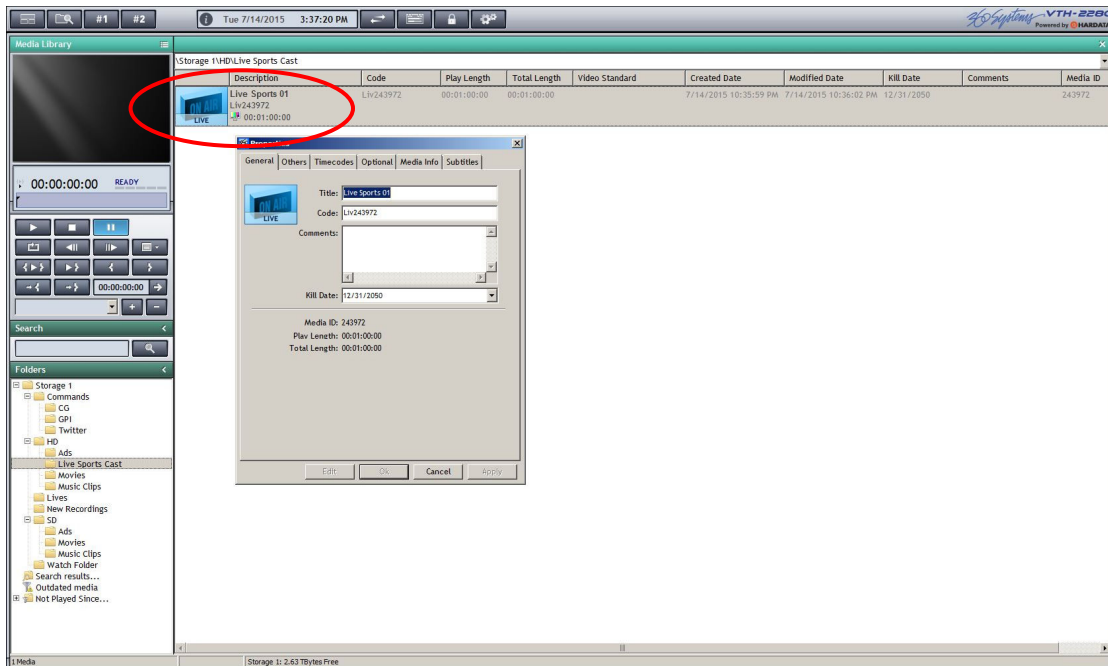 #1 #2
Tue 7/14/2015 3:37:20 PM
360 Systems VTH-2280
Powered by HARDATA
Media Library
\Storage 1\HD\Live Sports Cast
Description Code Play Length Total Length Video Standard Created Date Modified Date Kill Date Comments Media ID
Live Sports 01 Liv243972 00:01:00:00 00:01:00:00 7/14/2015 10:35:59 PM 7/14/2015 10:36:02 PM 12/31/2050 243972
Liv243972
00:01:00:00
ON AIR
LIVE
Properties
General Others Timecodes Optional Media Info Subtitles
ON AIR
LIVE
Title: Live Sports 01
Code: Liv243972
Comments:
Kill Date: 12/31/2050
Media ID: 243972
Play Length: 00:01:00:00
Total Length: 00:01:00:00
Edit Ok Cancel Apply
00:00:00:00 READY
00:00:00:00
Search
Folders
Storage 1
Commands
CG
GPI
Twitter
HD
Ads
Live Sports Cast
Movies
Music Clips
Lives
New Recordings
SD
Ads
Movies
Music Clips
Watch Folder
Search results...
Outdated media
Not Played Since...
1 Media
Storage 1: 2.63 TBytes Free